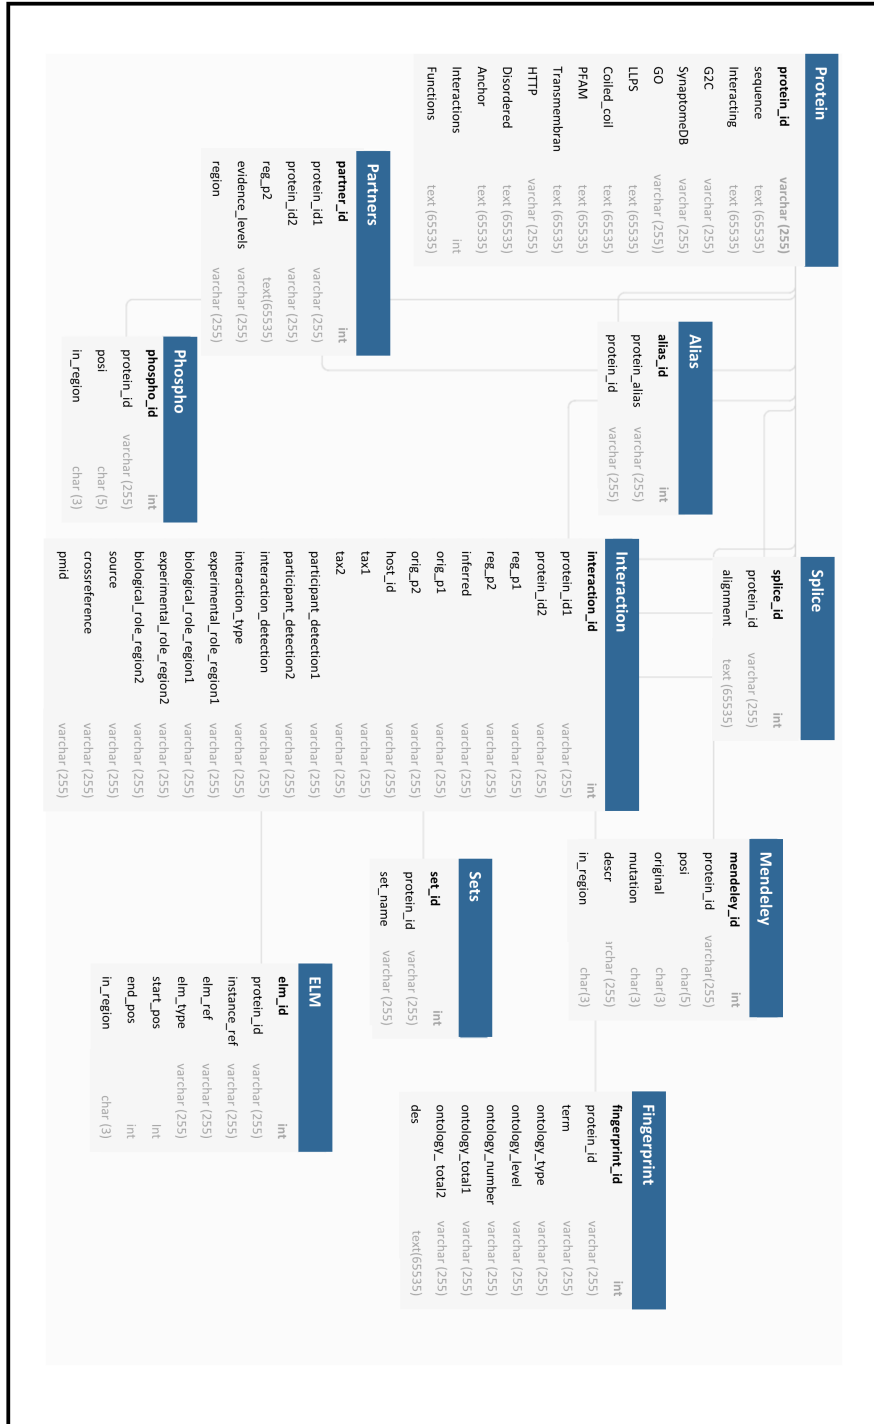 Protein
protein_id varchar (255)
sequence text (65535)
Interacting text (65535)
G2C varchar (255)
SynaptomeDB varchar (255)
GO varchar (255))
LLPS text (65535)
Coiled_coil text (65535)
PFAM text (65535)
Transmembran text (65535)
HTTP varchar (255)
Disordered text (65535)
Anchor text (65535)
Interactions int
Functions text (65535)
Partners
partner_id int
protein_id1 varchar (255)
protein_id2 varchar (255)
reg_p2 text(65535)
evidence_levels varchar (255)
region varchar (255)
Alias
alias_id int
protein_alias varchar (255)
protein_id varchar (255)
Phospho
phospho_id int
protein_id varchar (255)
posi char (5)
in_region char (3)
Splice
splice_id int
protein_id varchar (255)
alignment text (65535)
Interaction
interaction_id int
protein_id1 varchar (255)
protein_id2 varchar (255)
reg_p1 varchar (255)
reg_p2 varchar (255)
inferred varchar (255)
orig_p1 varchar (255)
orig_p2 varchar (255)
host_id varchar (255)
tax1 varchar (255)
tax2 varchar (255)
participant_detection1 varchar (255)
participant_detection2 varchar (255)
interaction_detection varchar (255)
interaction_type varchar (255)
experimental_role_region1 varchar (255)
biological_role_region1 varchar (255)
experimental_role_region2 varchar (255)
biological_role_region2 varchar (255)
source varchar (255)
crossreference varchar (255)
pmid varchar (255)
Mendeley
mendeley_id int
protein_id varchar(255)
posi char(5)
original char(3)
mutation char(3)
descr archar (255)
in_region char(3)
Sets
set_id int
protein_id varchar (255)
set_name varchar (255)
ELM
elm_id int
protein_id varchar (255)
instance_ref varchar (255)
elm_ref varchar (255)
elm_type varchar (255)
start_pos Int
end_pos int
in_region char (3)
Fingerprint
fingerprint_id int
protein_id varchar (255)
term varchar (255)
ontology_type varchar (255)
ontology_level varchar (255)
ontology_number varchar (255)
ontology_total1 varchar (255)
ontology_ total2 varchar (255)
des text(65535)